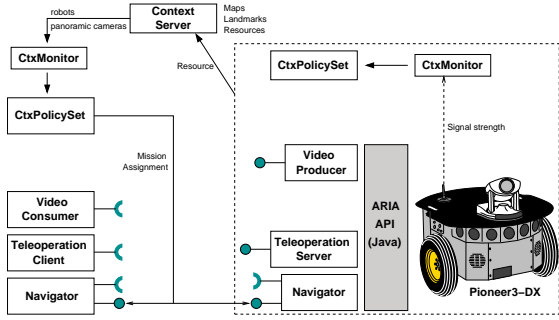 robots
panoramic cameras
Context
Server
Maps
Landmarks
Resources
CtxMonitor
Resource
CtxPolicySet
CtxMonitor
CtxPolicySet
Signal strength
Mission
Assignment
Video
Producer
ARIA
API
(Java)
Video
Consumer
Teleoperation
Client
Teleoperation
Server
Navigator
Navigator
Pioneer3−DX